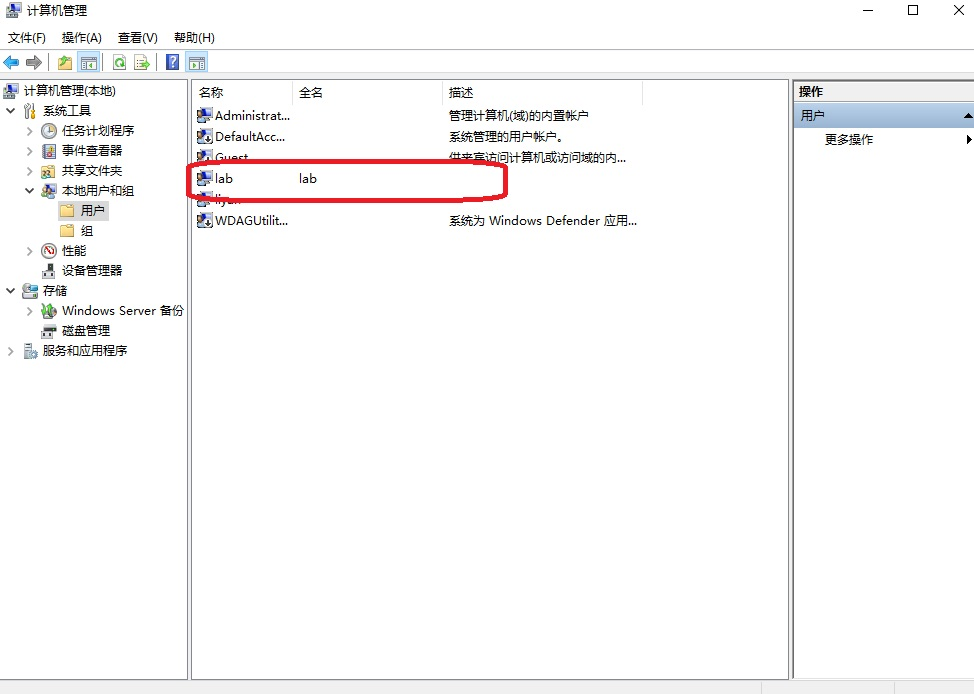 计算机管理
文件(F) 操作(A) 查看(V) 帮助(H)
计算机管理(本地)
系统工具
任务计划程序
事件查看器
共享文件夹
本地用户和组
用户
组
性能
设备管理器
存储
Windows Server 备份
磁盘管理
服务和应用程序
名称 全名 描述
Administrat... 管理计算机(域)的内置帐户
DefaultAcc... 系统管理的用户帐户。
Guest 供来宾访问计算机或访问域的内...
lab lab
WDAGUtilit... 系统为 Windows Defender 应用...
操作
用户
更多操作